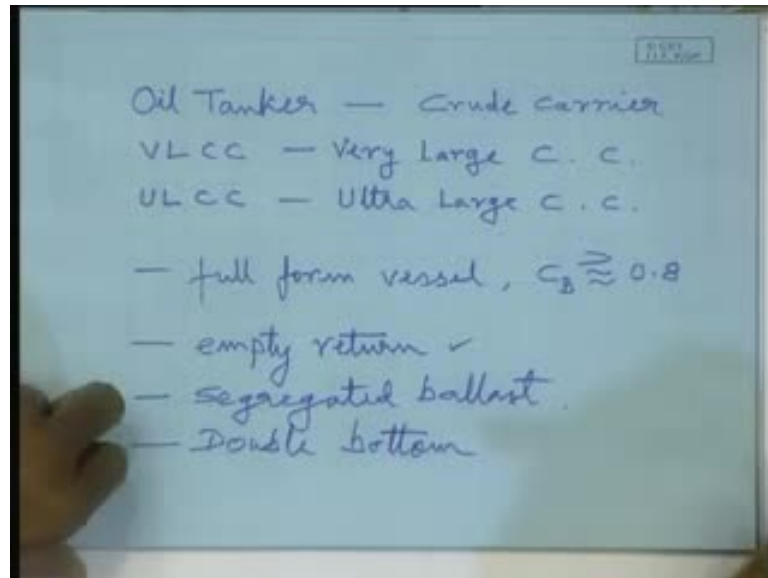 Oil Tanker — Crude Carrier
VLCC — Very Large C. C.
ULCC — Ultra Large C. C.
— full form vessel, C_B ⪆ 0.8
— empty return ✓
— segregated ballast.
— Double bottom